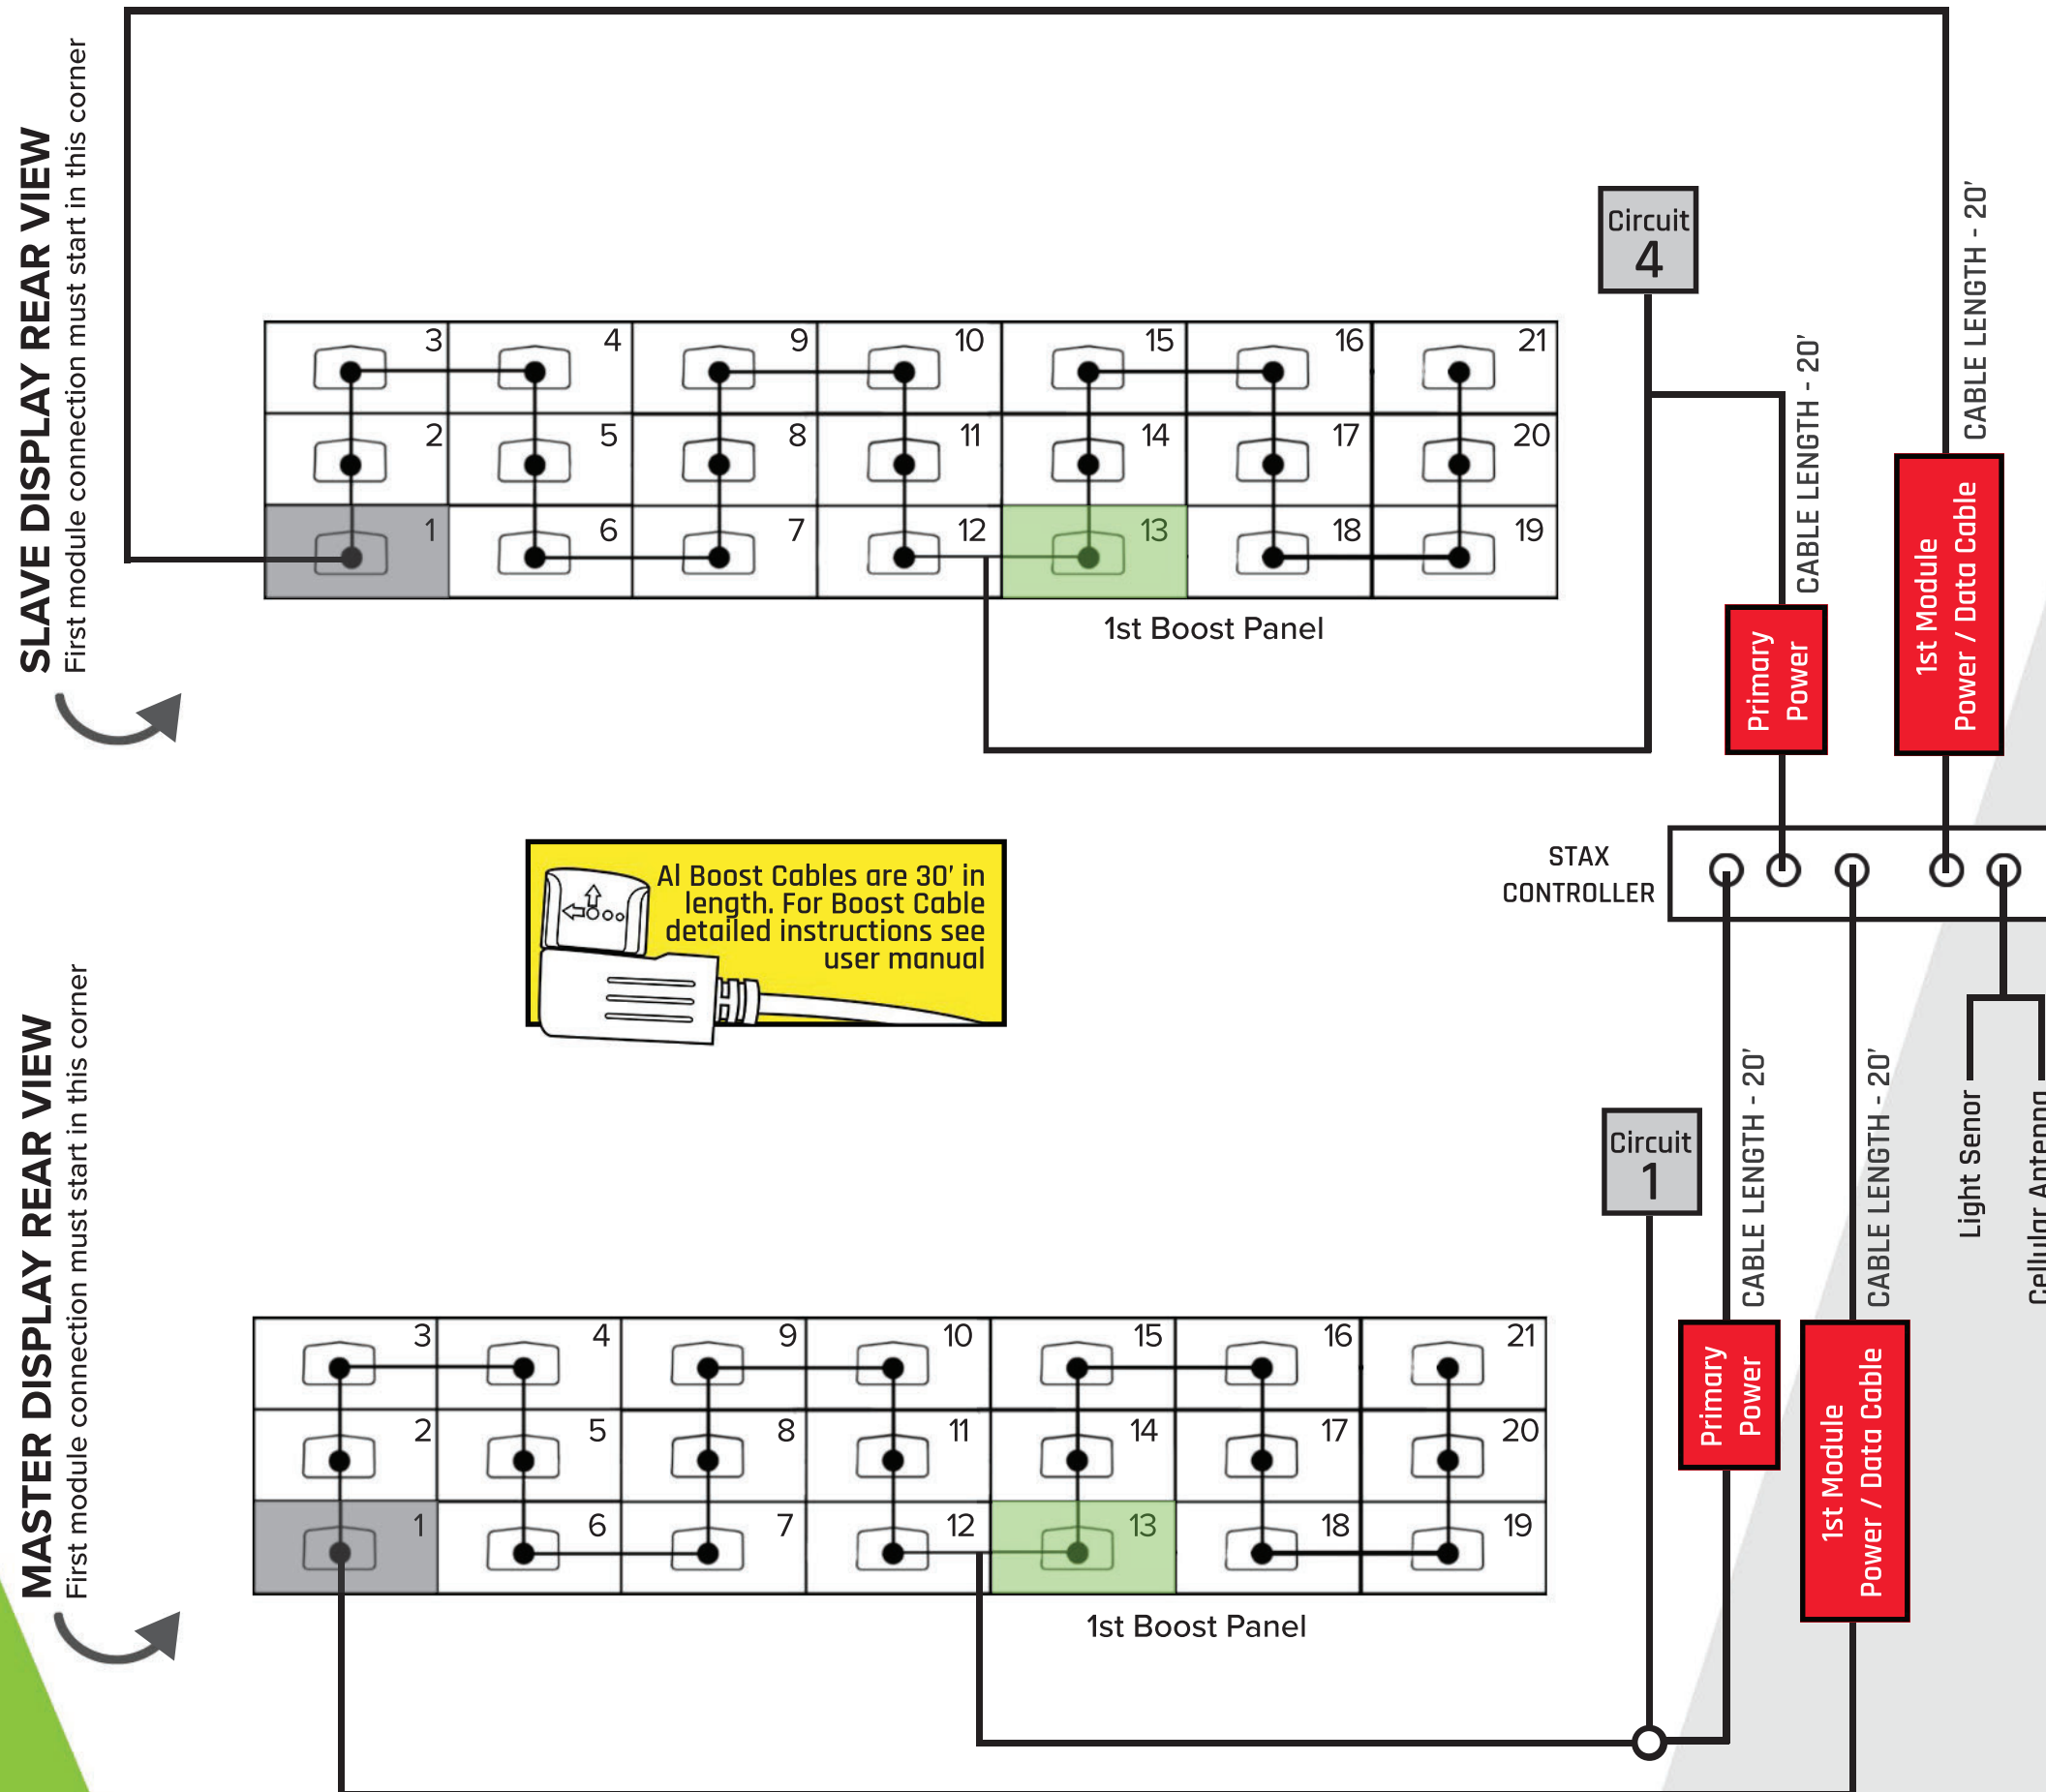 SLAVE DISPLAY REAR VIEW
First module connection must start in this corner
3 4 9 10 15 16 21
2 5 8 11 14 17 20
1 6 7 12 13 18 19
1st Boost Panel
Circuit
4
CABLE LENGTH - 20'
Primary
Power
CABLE LENGTH - 20'
1st Module
Power / Data Cable
STAX
CONTROLLER
Al Boost Cables are 30' in
length. For Boost Cable
detailed instructions see
user manual
MASTER DISPLAY REAR VIEW
First module connection must start in this corner
3 4 9 10 15 16 21
2 5 8 11 14 17 20
1 6 7 12 13 18 19
1st Boost Panel
Circuit
1
CABLE LENGTH - 20'
Primary
Power
CABLE LENGTH - 20'
1st Module
Power / Data Cable
Light Senor
Cellular Antenna